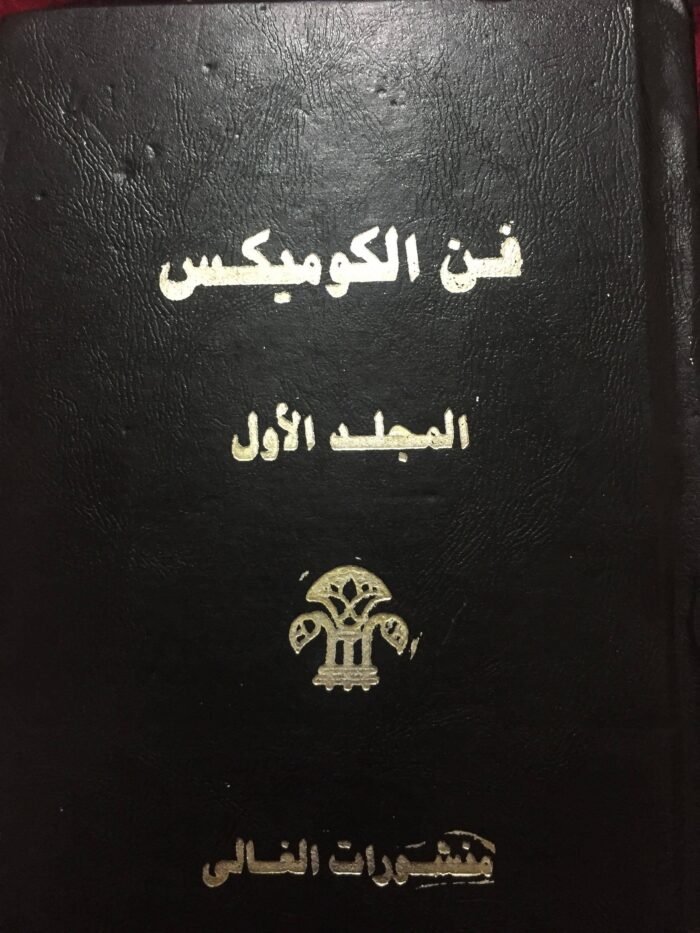 فن الكوميكس
المجلد الأول
منشورات الغالى